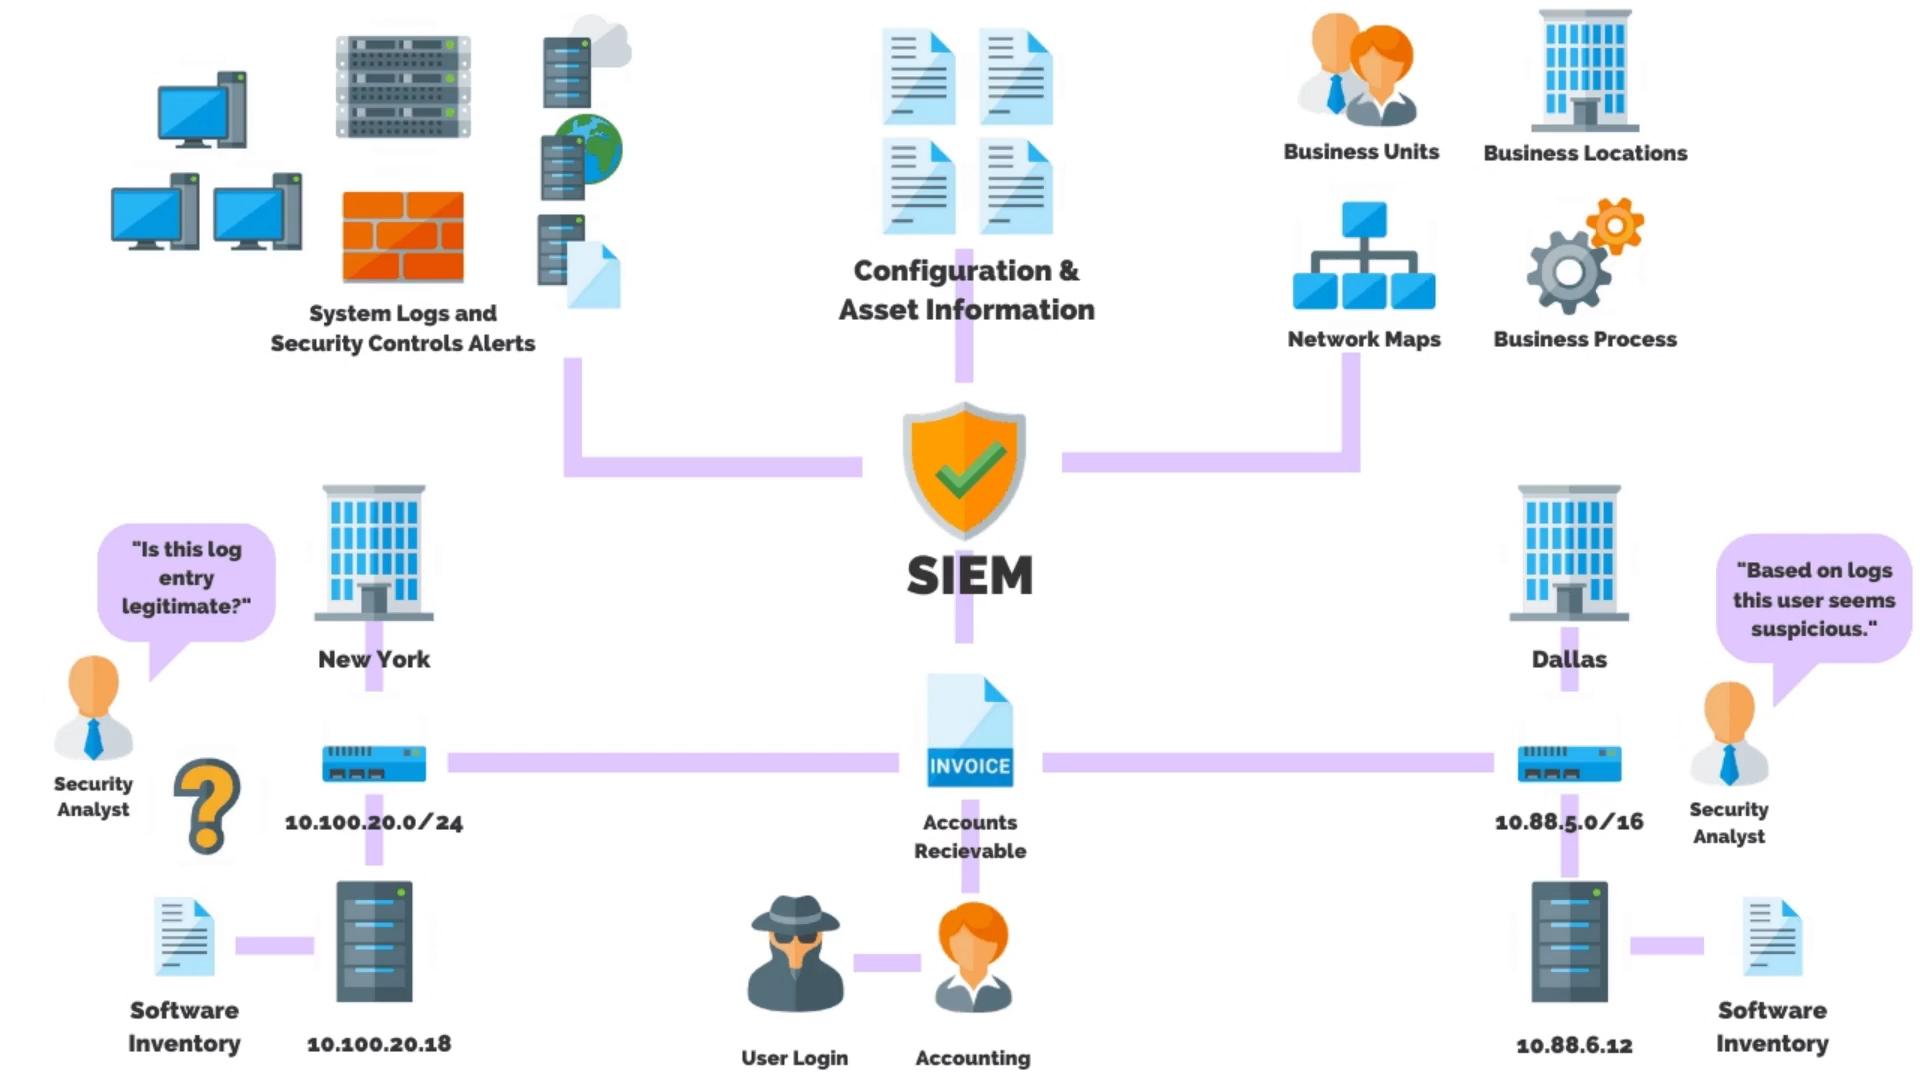 System Logs and
Security Controls Alerts
Configuration &
Asset Information
Business Units
Business Locations
Network Maps
Business Process
SIEM
"Is this log
entry
legitimate?"
New York
Security
Analyst
10.100.20.0/24
Software
Inventory
10.100.20.18
INVOICE
Accounts
Recievable
User Login
Accounting
Dallas
"Based on logs
this user seems
suspicious."
10.88.5.0/16
Security
Analyst
10.88.6.12
Software
Inventory